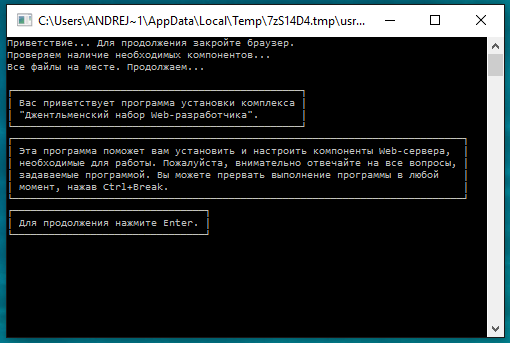 C:\Users\ANDREJ~1\AppData\Local\Temp\7zS14D4.tmp\usr...
Приветствие... Для продолжения закройте браузер.
Проверяем наличие необходимых компонентов...
Все файлы на месте. Продолжаем...
Вас приветствует программа установки комплекса
"Джентльменский набор Web-разработчика".
Эта программа поможет вам установить и настроить компоненты Web-сервера,
необходимые для работы. Пожалуйста, внимательно отвечайте на все вопросы,
задаваемые программой. Вы можете прервать выполнение программы в любой
момент, нажав Ctrl+Break.
Для продолжения нажмите Enter.